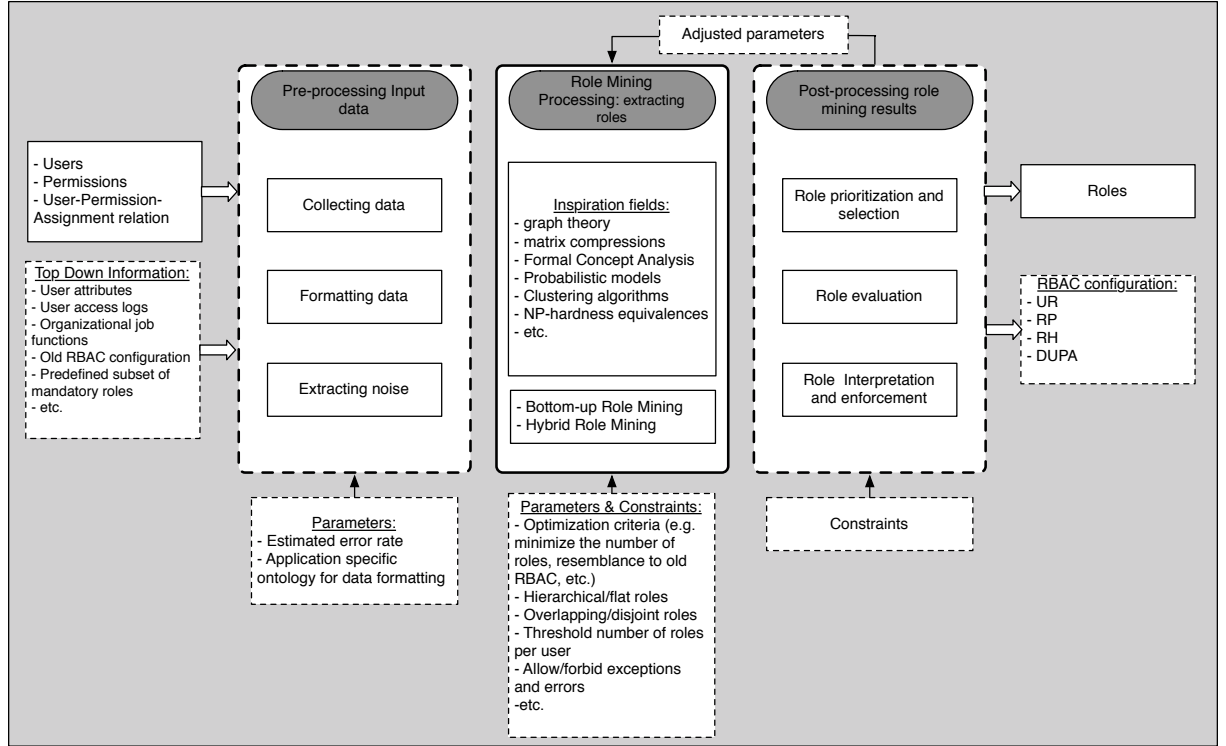 Adjusted parameters
Pre-processing Input
data
Role Mining
Processing: extracting
roles
Post-processing role
mining results
- Users
- Permissions
- User-Permission-
Assignment relation
Top Down Information:
- User attributes
- User access logs
- Organizational job
functions
- Old RBAC configuration
- Predefined subset of
mandatory roles
- etc.
Collecting data
Formatting data
Extracting noise
Inspiration fields:
- graph theory
- matrix compressions
- Formal Concept Analysis
- Probabilistic models
- Clustering algorithms
- NP-hardness equivalences
- etc.
- Bottom-up Role Mining
- Hybrid Role Mining
Role prioritization and
selection
Role evaluation
Role Interpretation
and enforcement
Roles
RBAC configuration:
- UR
- RP
- RH
- DUPA
Parameters:
- Estimated error rate
- Application specific
ontology for data formatting
Parameters & Constraints:
- Optimization criteria (e.g.
minimize the number of
roles, resemblance to old
RBAC, etc.)
- Hierarchical/flat roles
- Overlapping/disjoint roles
- Threshold number of roles
per user
- Allow/forbid exceptions
and errors
-etc.
Constraints